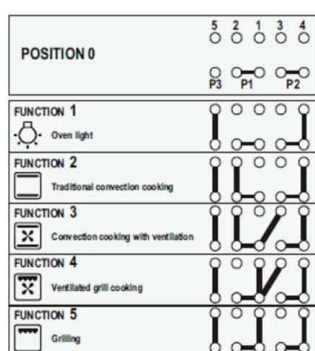 5 2 1 3 4
POSITION 0
P3 P1 P2
FUNCTION 1
Oven light
FUNCTION 2
Traditional convection cooking
FUNCTION 3
Convection cooking with ventilation
FUNCTION 4
Ventilated grill cooking
FUNCTION 5
Grilling